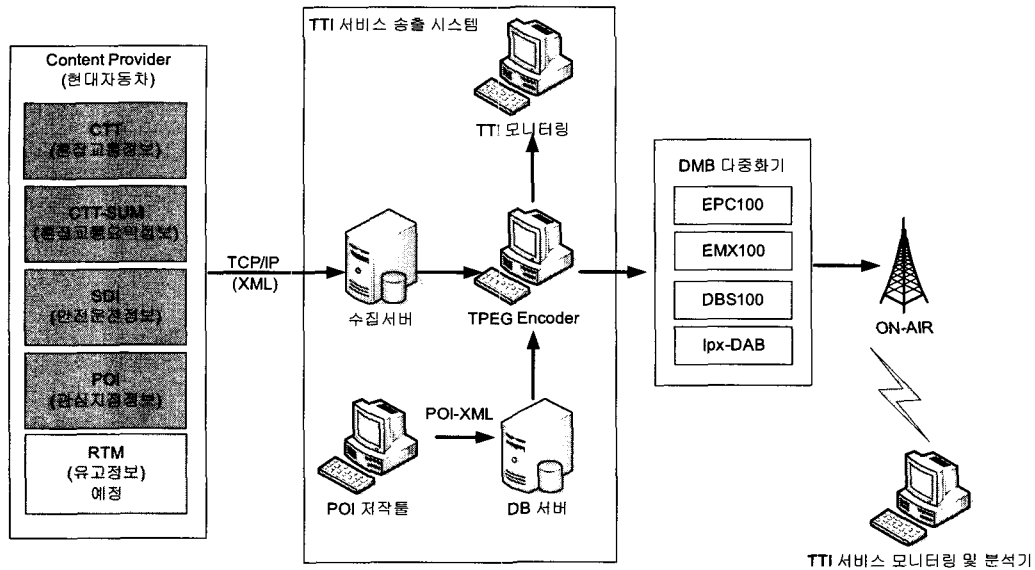 Content Provider
(현대자동차)
CTT
(혼잡교통정보)
CTT-SUM
(혼잡교통요약정보)
SDI
(안전운전정보)
POI
(관심지점정보)
RTM
(유고정보)
예정
TCP/IP
(XML)
TTI 서비스 송출 시스템
TTI 모니터링
수집서버
TPEG Encoder
POI-XML
POI 저작툴
DB 서버
DMB 다중화기
EPC100
EMX100
DBS100
Ipx-DAB
ON-AIR
TTI 서비스 모니터링 및 분석기